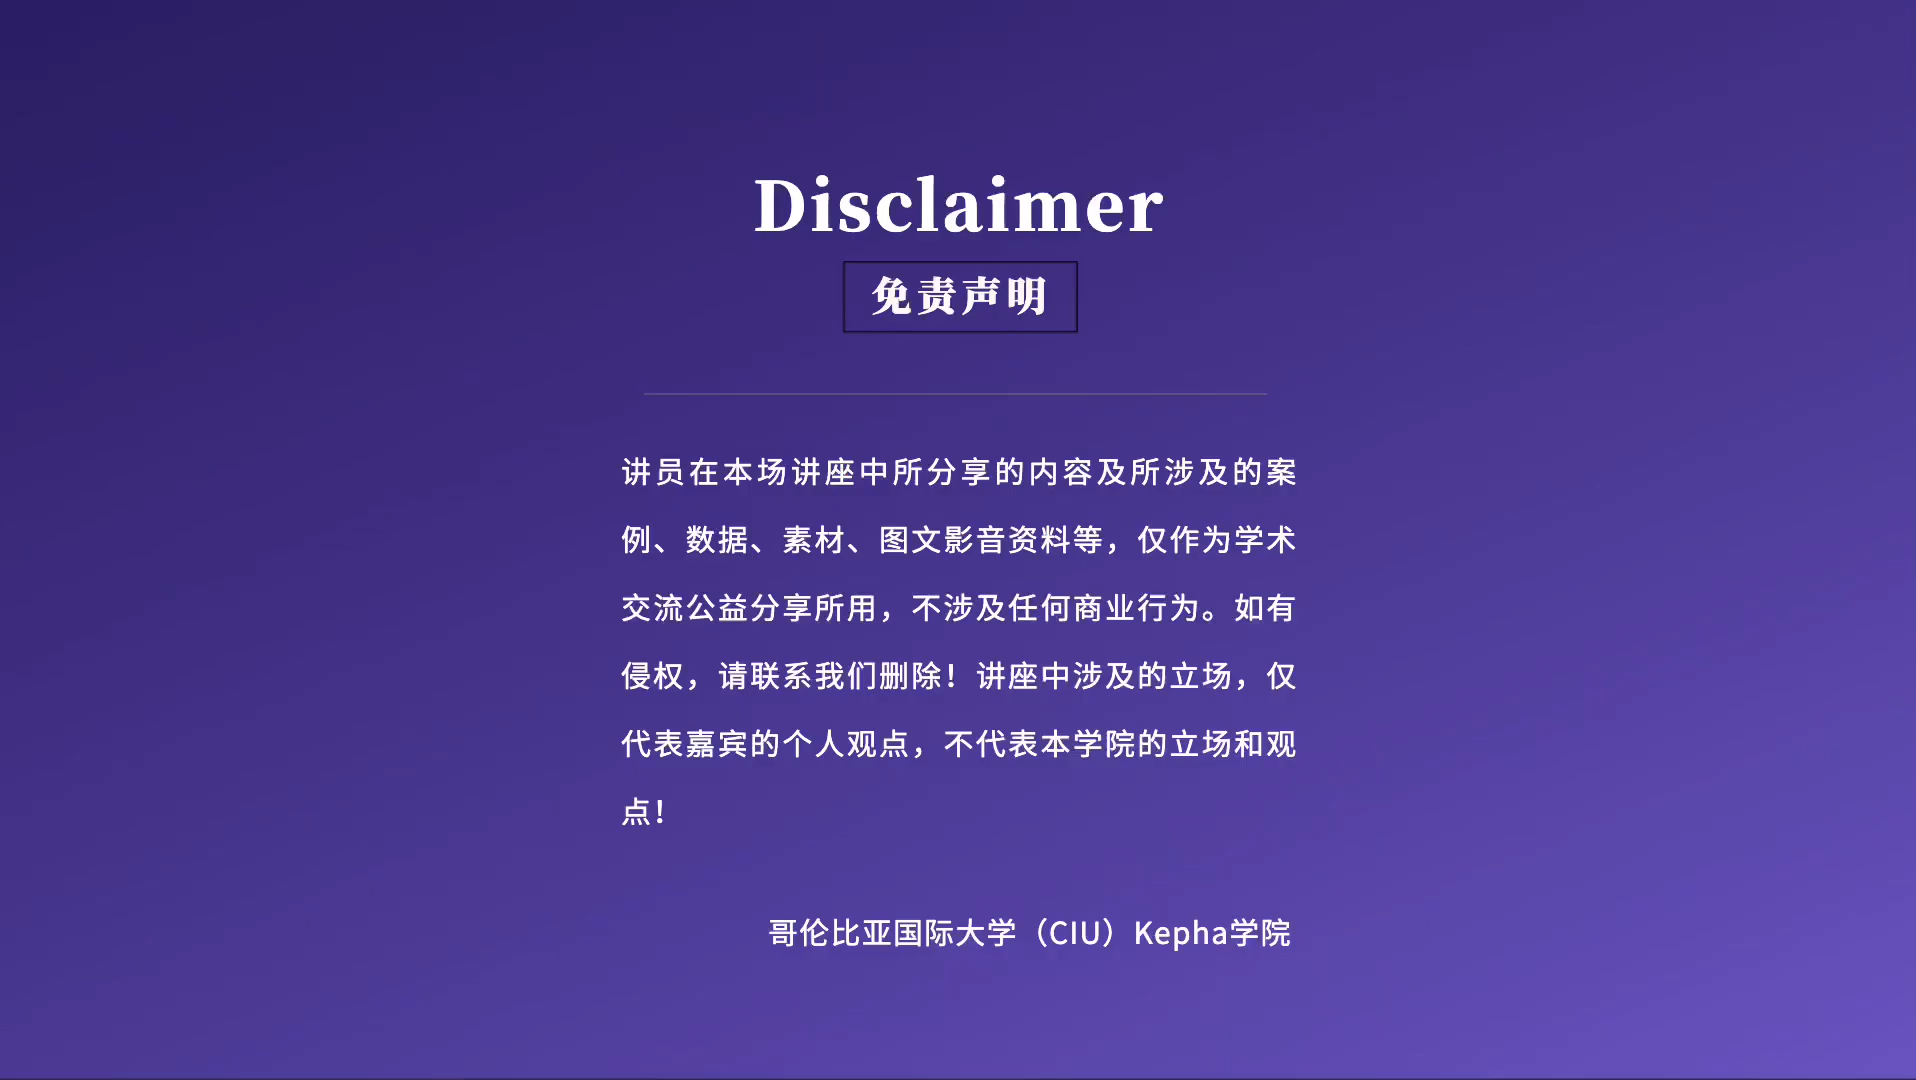 Disclaimer
免责声明
讲员在本场讲座中所分享的内容及所涉及的案
例、数据、素材、图文影音资料等，仅作为学术
交流公益分享所用，不涉及任何商业行为。如有
侵权，请联系我们删除！讲座中涉及的立场，仅
代表嘉宾的个人观点，不代表本学院的立场和观
点！
哥伦比亚国际大学（CIU）Kepha学院